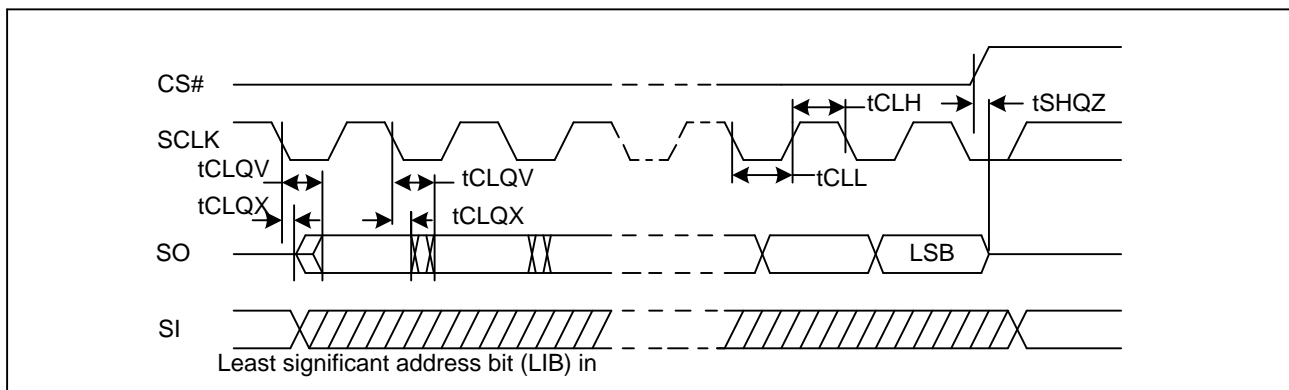 CS#
tCLH
tSHQZ
SCLK
tCLQV
tCLQV
tCLL
tCLQX
tCLQX
SO
LSB
SI
Least significant address bit (LIB) in